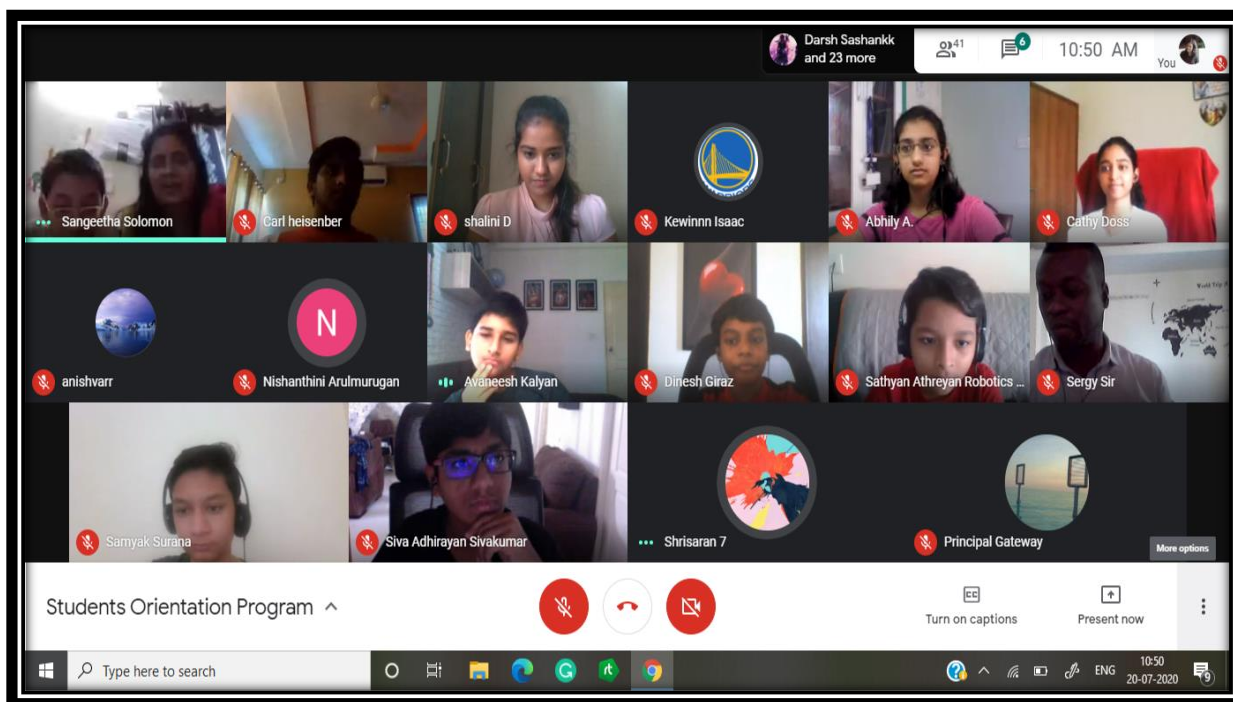 Darsh Sashankk
and 23 more
41
6
10:50 AM
You
Sangeetha Solomon
Carl heisenber
shalini D
Kewinnn Isaac
Abhily A.
Cathy Doss
anishvarr
N
Nishanthini Arulmurugan
Avaneesh Kalyan
Dinesh Giraz
Sathyan Athreyan Robotics ...
Sergy Sir
Samyak Surana
Siva Adhirayan Sivakumar
Shrisaran 7
Principal Gateway
More options
Students Orientation Program
CC
Turn on captions
Present now
Type here to search
G
rt
ENG
10:50
20-07-2020
9